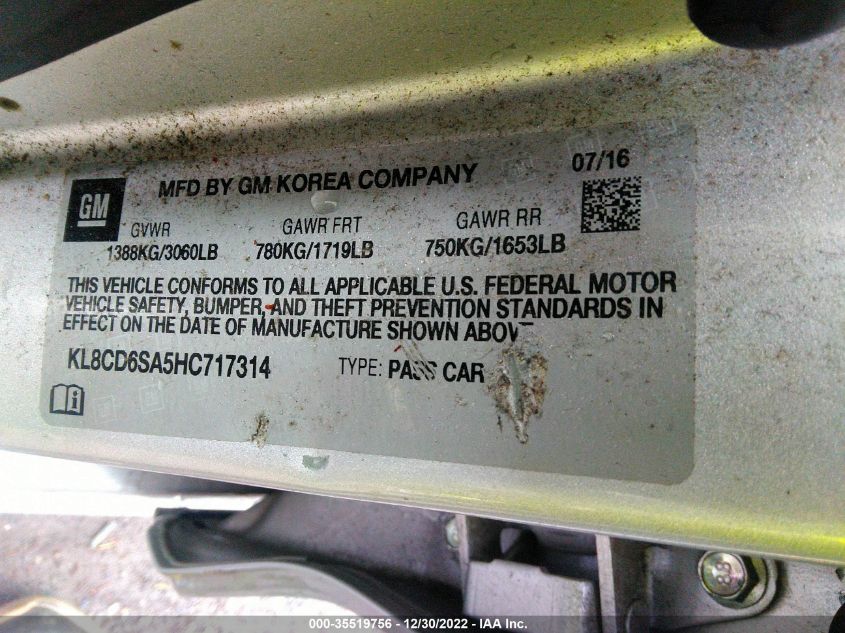 GM
MFD BY GM KOREA COMPANY
07/16
GVWR
1388KG/3060LB
GAWR FRT
780KG/1719LB
GAWR RR
750KG/1653LB
THIS VEHICLE CONFORMS TO ALL APPLICABLE U.S. FEDERAL MOTOR
VEHICLE SAFETY, BUMPER, AND THEFT PREVENTION STANDARDS IN
EFFECT ON THE DATE OF MANUFACTURE SHOWN ABOV
KL8CD6SA5HC717314
TYPE: PASS CAR
000-35519756 - 12/30/2022 - IAA Inc.